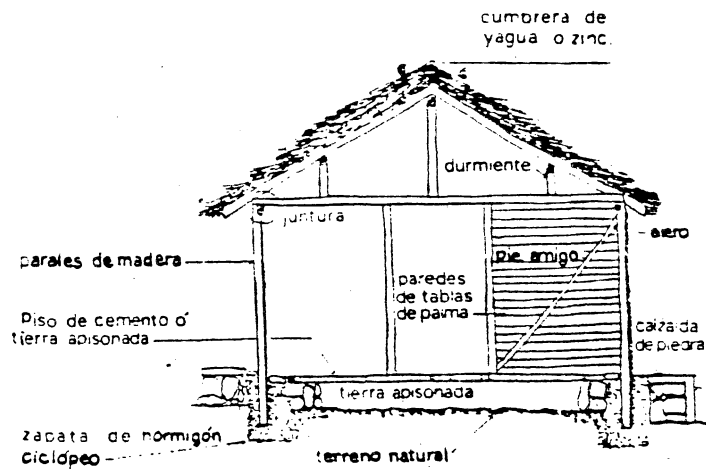 cumbrera de
yagua o zinc.
durmiente
juntura
alero
parales de madera
pie amigo
paredes
de tablas
de palma
Piso de cemento ó
tierra apisonada
calzada
de piedra
tierra apisonada
zapata de hormigón
ciclópeo
terreno natural